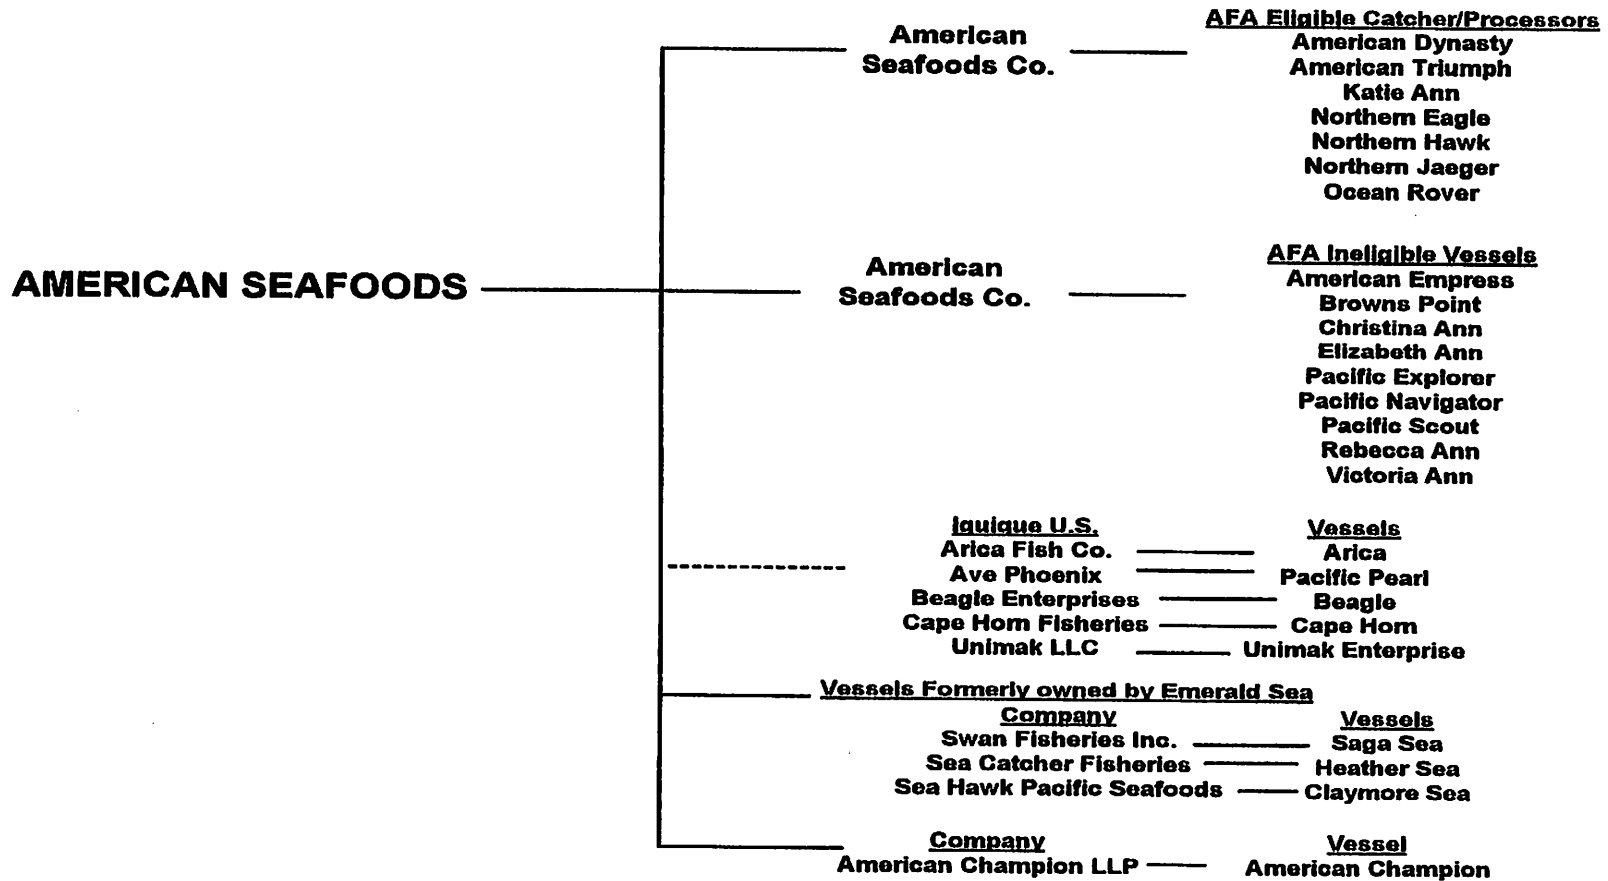 AMERICAN SEAFOODS
American
Seafoods Co.
AFA Eligible Catcher/Processors
American Dynasty
American Triumph
Katie Ann
Northern Eagle
Northern Hawk
Northern Jaeger
Ocean Rover
American
Seafoods Co.
AFA Ineligible Vessels
American Empress
Browns Point
Christina Ann
Elizabeth Ann
Pacific Explorer
Pacific Navigator
Pacific Scout
Rebecca Ann
Victoria Ann
Iquique U.S. Vessels
Arica Fish Co. Arica
Ave Phoenix Pacific Pearl
Beagle Enterprises Beagle
Cape Horn Fisheries Cape Horn
Unimak LLC Unimak Enterprise
Vessels Formerly owned by Emerald Sea
Company Vessels
Swan Fisheries Inc. Saga Sea
Sea Catcher Fisheries Heather Sea
Sea Hawk Pacific Seafoods Claymore Sea
Company Vessel
American Champion LLP American Champion